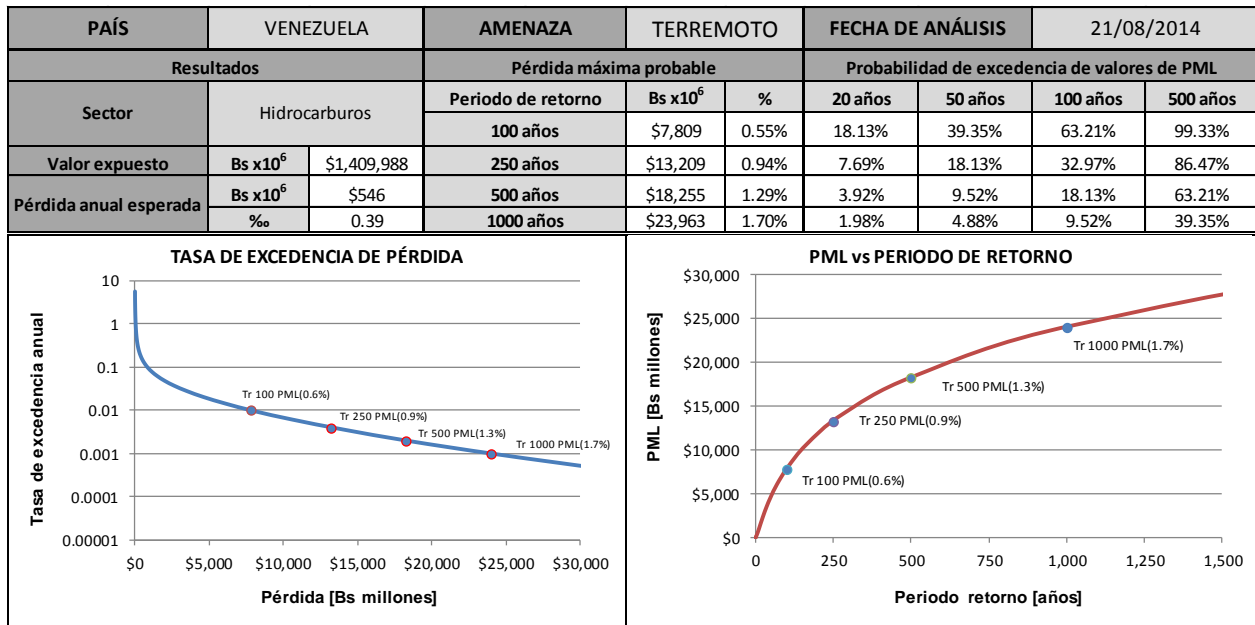 PAÍS VENEZUELA AMENAZA TERREMOTO FECHA DE ANÁLISIS 21/08/2014
Resultados Pérdida máxima probable Probabilidad de excedencia de valores de PML
Sector Hidrocarburos Periodo de retorno Bs x10⁶ % 20 años 50 años 100 años 500 años
100 años $7,809 0.55% 18.13% 39.35% 63.21% 99.33%
Valor expuesto Bs x10⁶ $1,409,988 250 años $13,209 0.94% 7.69% 18.13% 32.97% 86.47%
Pérdida anual esperada Bs x10⁶ $546 500 años $18,255 1.29% 3.92% 9.52% 18.13% 63.21%
‰ 0.39 1000 años $23,963 1.70% 1.98% 4.88% 9.52% 39.35%
TASA DE EXCEDENCIA DE PÉRDIDA
Tasa de excedencia anual
10
1
0.1
0.01
0.001
0.0001
0.00001
Tr 100 PML(0.6%)
Tr 250 PML(0.9%)
Tr 500 PML(1.3%)
Tr 1000 PML(1.7%)
$0 $5,000 $10,000 $15,000 $20,000 $25,000 $30,000
Pérdida [Bs millones]
PML vs PERIODO DE RETORNO
PML [Bs millones]
$30,000
$25,000
$20,000
$15,000
$10,000
$5,000
$0
Tr 1000 PML(1.7%)
Tr 500 PML(1.3%)
Tr 250 PML(0.9%)
Tr 100 PML(0.6%)
0 250 500 750 1,000 1,250 1,500
Periodo retorno [años]